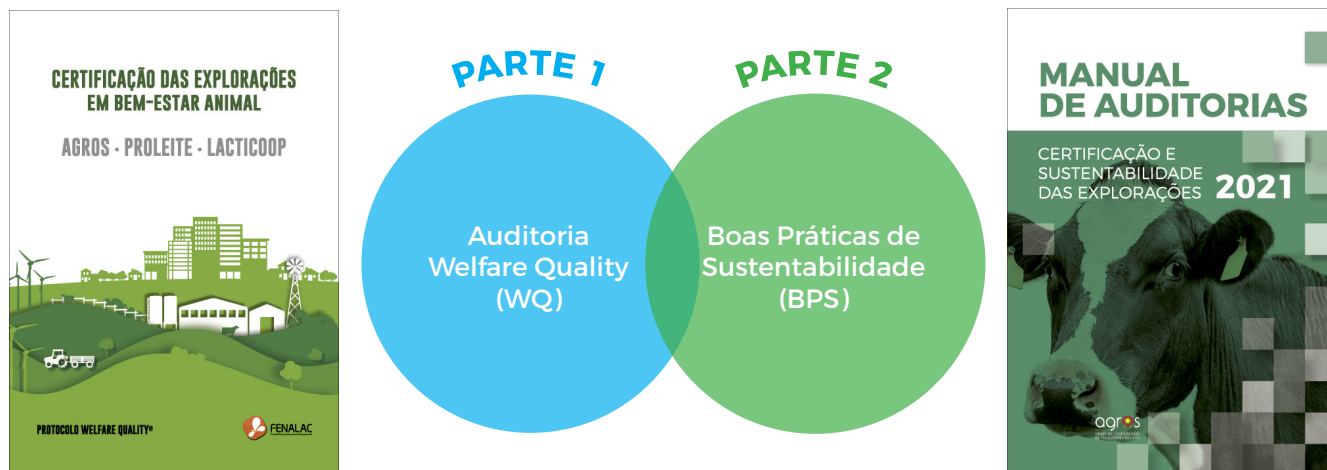 CERTIFICAÇÃO DAS EXPLORAÇÕES
EM BEM-ESTAR ANIMAL
AGROS · PROLEITE · LACTICOOP
PROTOCOLO WELFARE QUALITY®
FENALAC
PARTE 1
Auditoria
Welfare Quality
(WQ)
PARTE 2
Boas Práticas de
Sustentabilidade
(BPS)
MANUAL
DE AUDITORIAS
CERTIFICAÇÃO E
SUSTENTABILIDADE
DAS EXPLORAÇÕES 2021
agros